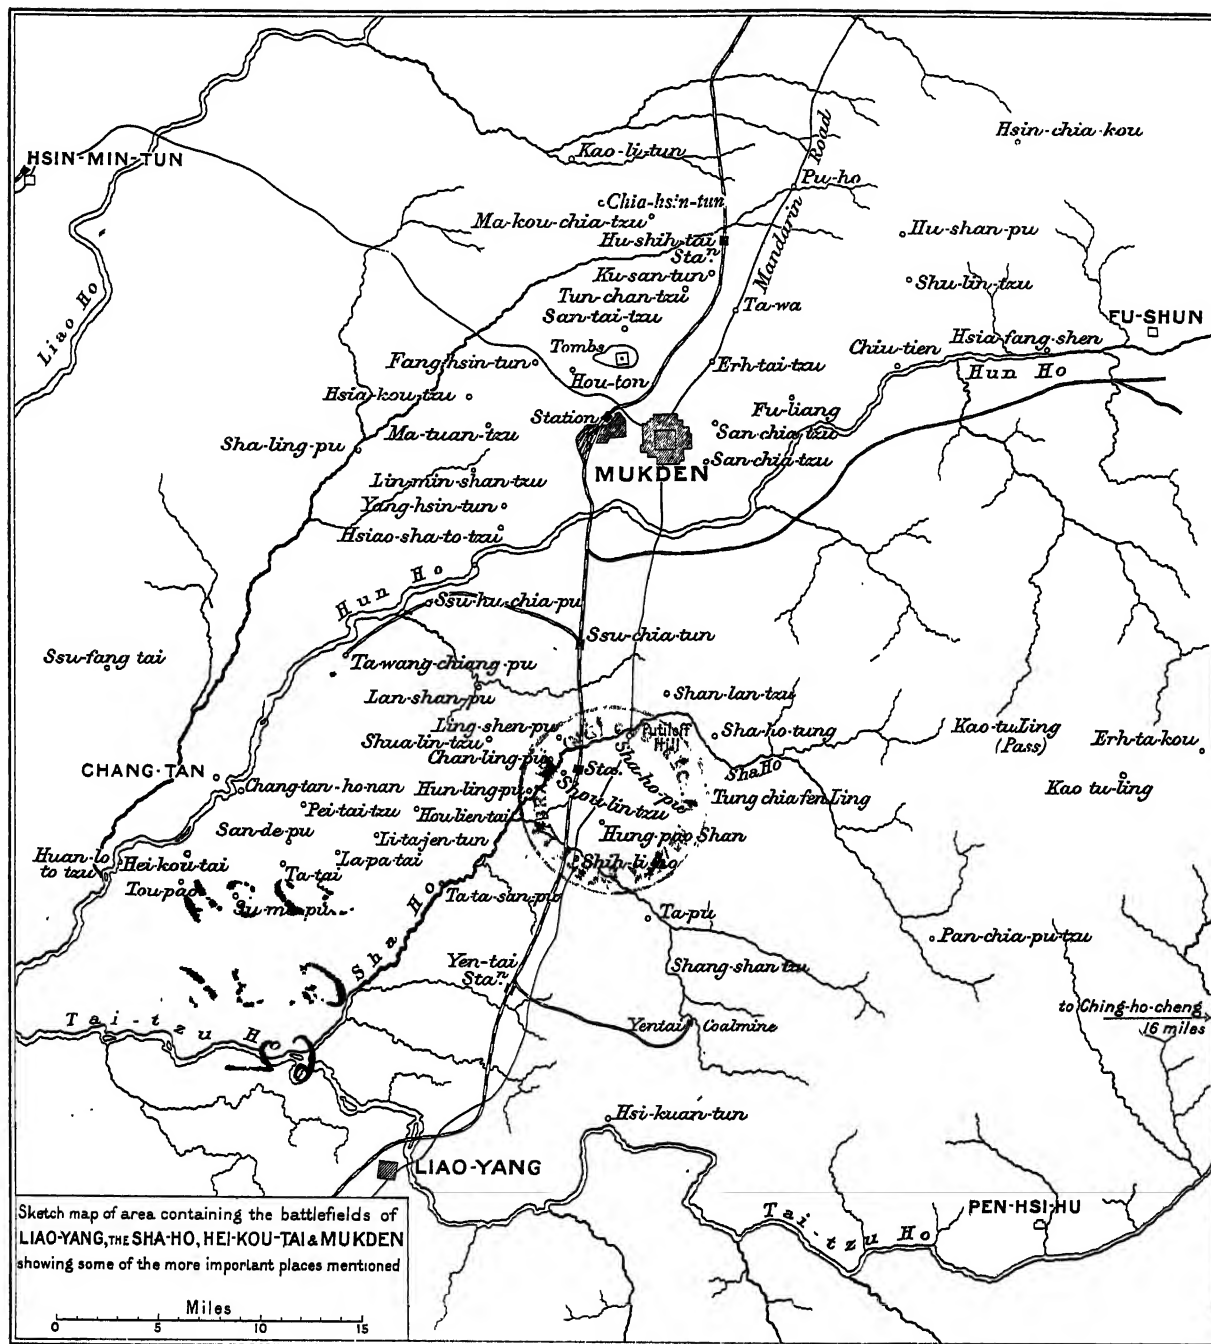 Hsin-chia-kou
HSIN-MIN-TUN
Kao-li-tun
Mandarin Road
Pu-ho
Chia-hsin-tun
Ma-kou-chia-tzu
Hu-shih-tai
Stan.
Hu-shan-pu
Ku-san-tun
Shu-lin-tzu
Tun-chan-tzu
Liao Ho
San-tai-tzu
Ta-wa
FU-SHUN
Tombs
Fang-hsin-tun
Erh-tai-tzu
Chiu-tien
Hsia-fang-shen
Hun Ho
Hou-ton
Hsia-kou-tzu
Fu-liang
Station
San-chia-tzu
Ma-tuan-tzu
Sha-ling-pu
San-chia-tzu
MUKDEN
Lin-min-shan-tzu
Yang-hsin-tun
Hsiao-sha-to-tzu
Hun Ho
Ssu-hu-chia-pu
Ssu-chia-tun
Ssu-fang tai
Ta-wang-chiang-pu
Lan-shan-pu
Shan-lan-tzu
Ling-shen-pu
Putiloff
Hill
Sha-ho-tung
Kao-tu Ling
(Pass)
Erh-ta-kou
Shua-lin-tzu
Chan-ling-pu
Sha-ho-pu
Sta.
Sha Ho
CHANG-TAN
Chang-tan-ho-nan
Hun-ling-pu
Shou-lin-tzu
Tung chia fen Ling
Kao tu-ling
Pei-tai-tzu
Hou lien-tai
San-de-pu
Li-ta-jen-tun
Hung-pao Shan
Huan-lo
to tzu
Hei-kou-tai
La-pa-tai
Shih-li-ho
Ta-tai
Tou-pao
Su-ma-pu
Ta-ta-san-pu
Sha Ho
Ta-pu
Pan-chia-pu-tzu
Yen-tai
Stan.
Shang-shan-tzu
to Ching-ho-cheng
16 miles
Tai-tzu Ho
Yentai Coalmine
Hsi-kuan-tun
LIAO-YANG
PEN-HSI-HU
Tai-tzu Ho
Sketch map of area containing the battlefields of
LIAO-YANG, THE SHA-HO, HEI-KOU-TAI & MUKDEN
showing some of the more important places mentioned
Miles
0 5 10 15